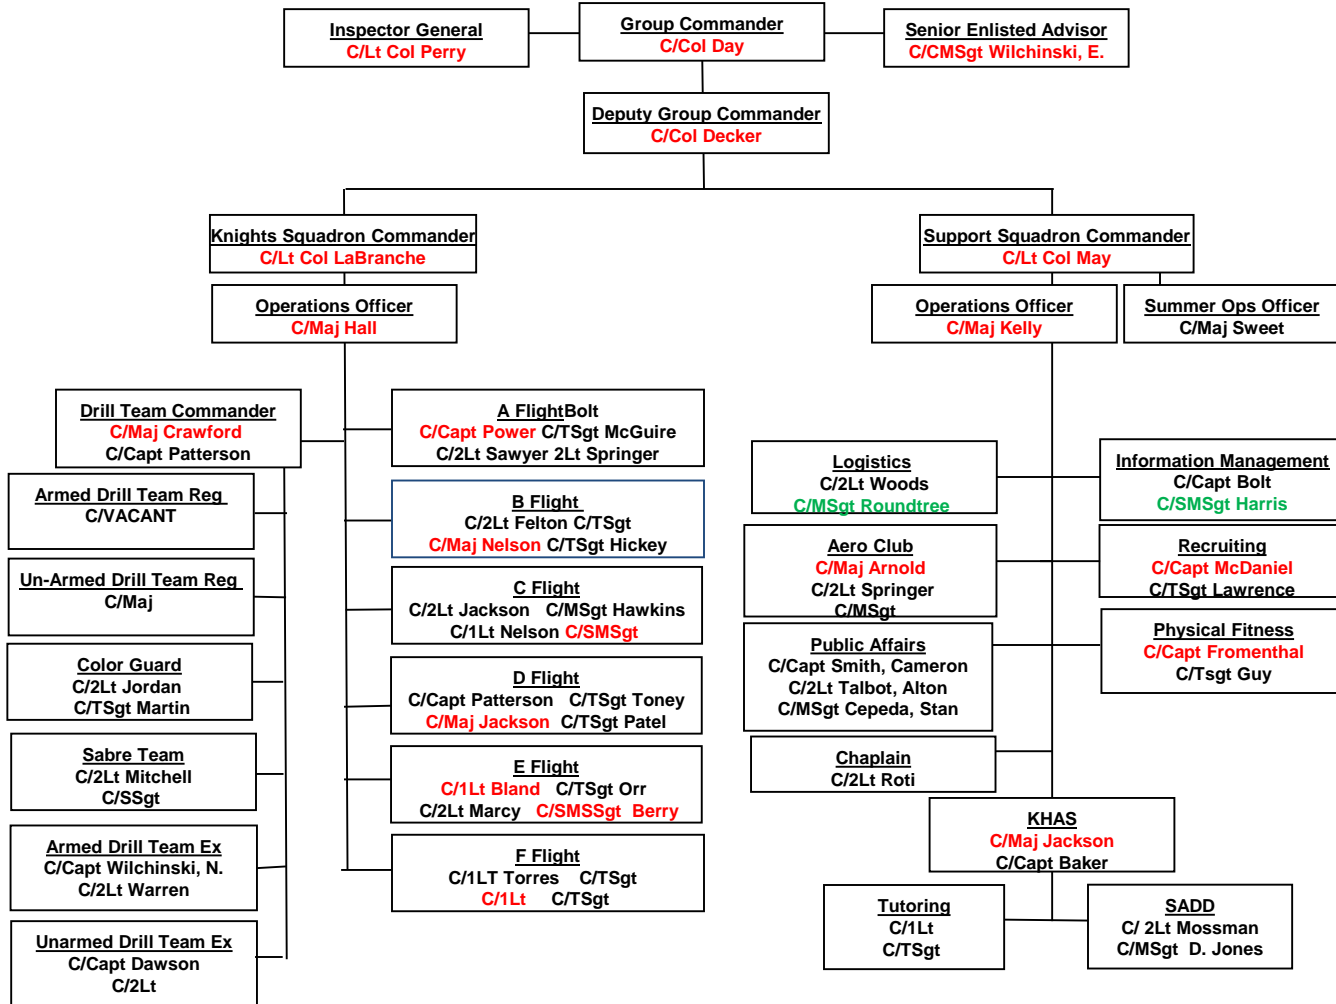 Inspector General
C/Lt Col Perry
Group Commander
C/Col Day
Senior Enlisted Advisor
C/CMSgt Wilchinski, E.
Deputy Group Commander
C/Col Decker
Knights Squadron Commander
C/Lt Col LaBranche
Support Squadron Commander
C/Lt Col May
Operations Officer
C/Maj Hall
Operations Officer
C/Maj Kelly
Summer Ops Officer
C/Maj Sweet
Drill Team Commander
C/Maj Crawford
C/Capt Patterson
Armed Drill Team Reg
C/VACANT
Un-Armed Drill Team Reg
C/Maj
Color Guard
C/2Lt Jordan
C/TSgt Martin
Sabre Team
C/2Lt Mitchell
C/SSgt
Armed Drill Team Ex
C/Capt Wilchinski, N.
C/2Lt Warren
Unarmed Drill Team Ex
C/Capt Dawson
C/2Lt
A FlightBolt
C/Capt Power C/TSgt McGuire
C/2Lt Sawyer 2Lt Springer
B Flight
C/2Lt Felton C/TSgt
C/Maj Nelson C/TSgt Hickey
C Flight
C/2Lt Jackson C/MSgt Hawkins
C/1Lt Nelson C/SMSgt
D Flight
C/Capt Patterson C/TSgt Toney
C/Maj Jackson C/TSgt Patel
E Flight
C/1Lt Bland C/TSgt Orr
C/2Lt Marcy C/SMSSgt Berry
F Flight
C/1LT Torres C/TSgt
C/1Lt C/TSgt
Logistics
C/2Lt Woods
C/MSgt Roundtree
Information Management
C/Capt Bolt
C/SMSgt Harris
Aero Club
C/Maj Arnold
C/2Lt Springer
C/MSgt
Recruiting
C/Capt McDaniel
C/TSgt Lawrence
Public Affairs
C/Capt Smith, Cameron
C/2Lt Talbot, Alton
C/MSgt Cepeda, Stan
Physical Fitness
C/Capt Fromenthal
C/Tsgt Guy
Chaplain
C/2Lt Roti
KHAS
C/Maj Jackson
C/Capt Baker
Tutoring
C/1Lt
C/TSgt
SADD
C/ 2Lt Mossman
C/MSgt D. Jones